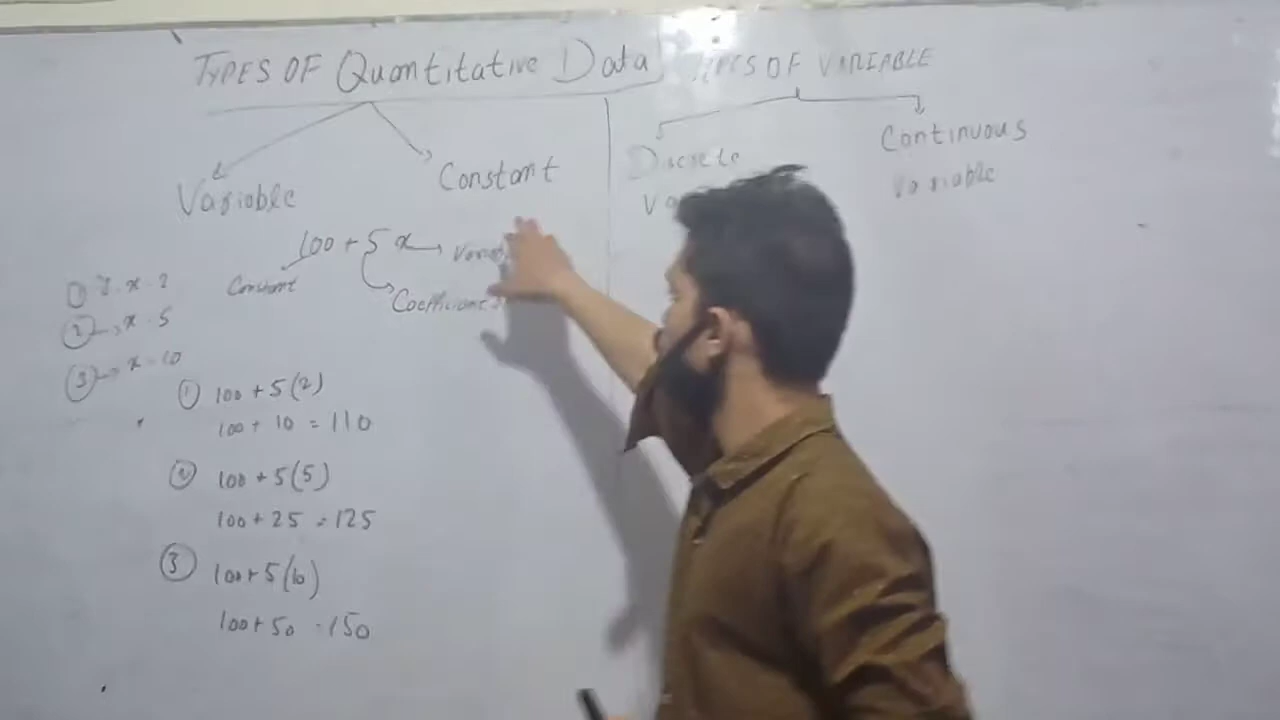 TYPES OF Quantitative Data
Variable
Constant
100 + 5 x →
Constant
Coefficient
② → x = 5
③ → x = 10
① 100 + 5(2)
100 + 10 = 110
② 100 + 5(5)
100 + 25 = 125
③ 100 + 5(10)
100 + 50 = 150
TYPES OF VARIABLE
Discrete
Continuous
Variable